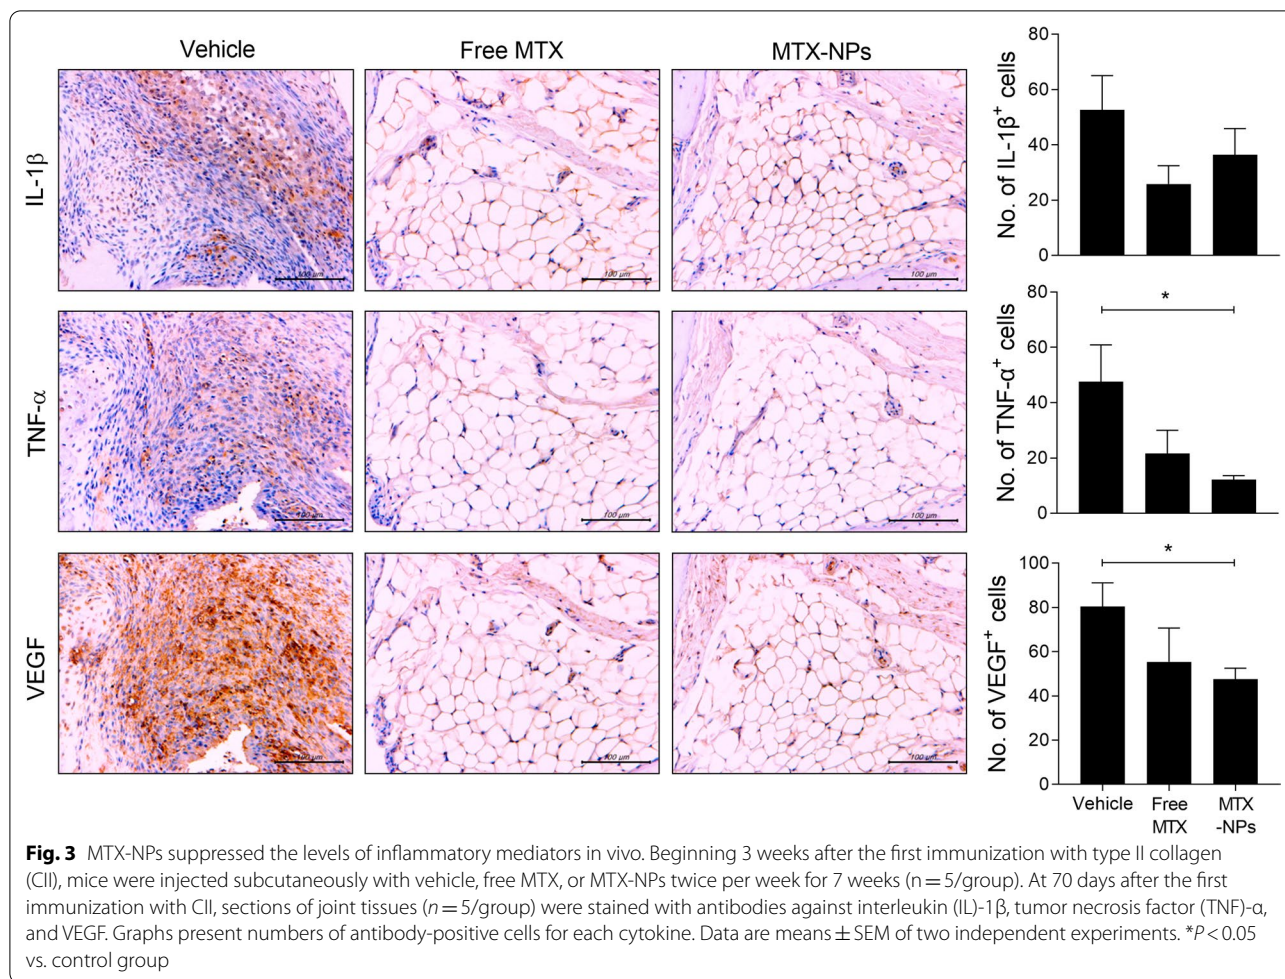 Vehicle
Free MTX
MTX-NPs
IL-1β
100 µm
100 µm
100 µm
No. of IL-1β⁺ cells
80
60
40
20
0
TNF-α
100 µm
100 µm
100 µm
No. of TNF-α⁺ cells
80
60
40
20
0
*
VEGF
100 µm
100 µm
100 µm
No. of VEGF⁺ cells
100
80
60
40
20
0
*
Vehicle
Free
MTX
MTX
-NPs
Fig. 3 MTX-NPs suppressed the levels of inflammatory mediators in vivo. Beginning 3 weeks after the first immunization with type II collagen
(CII), mice were injected subcutaneously with vehicle, free MTX, or MTX-NPs twice per week for 7 weeks (n = 5/group). At 70 days after the first
immunization with CII, sections of joint tissues (n = 5/group) were stained with antibodies against interleukin (IL)-1β, tumor necrosis factor (TNF)-α,
and VEGF. Graphs present numbers of antibody-positive cells for each cytokine. Data are means ± SEM of two independent experiments. *P < 0.05
vs. control group